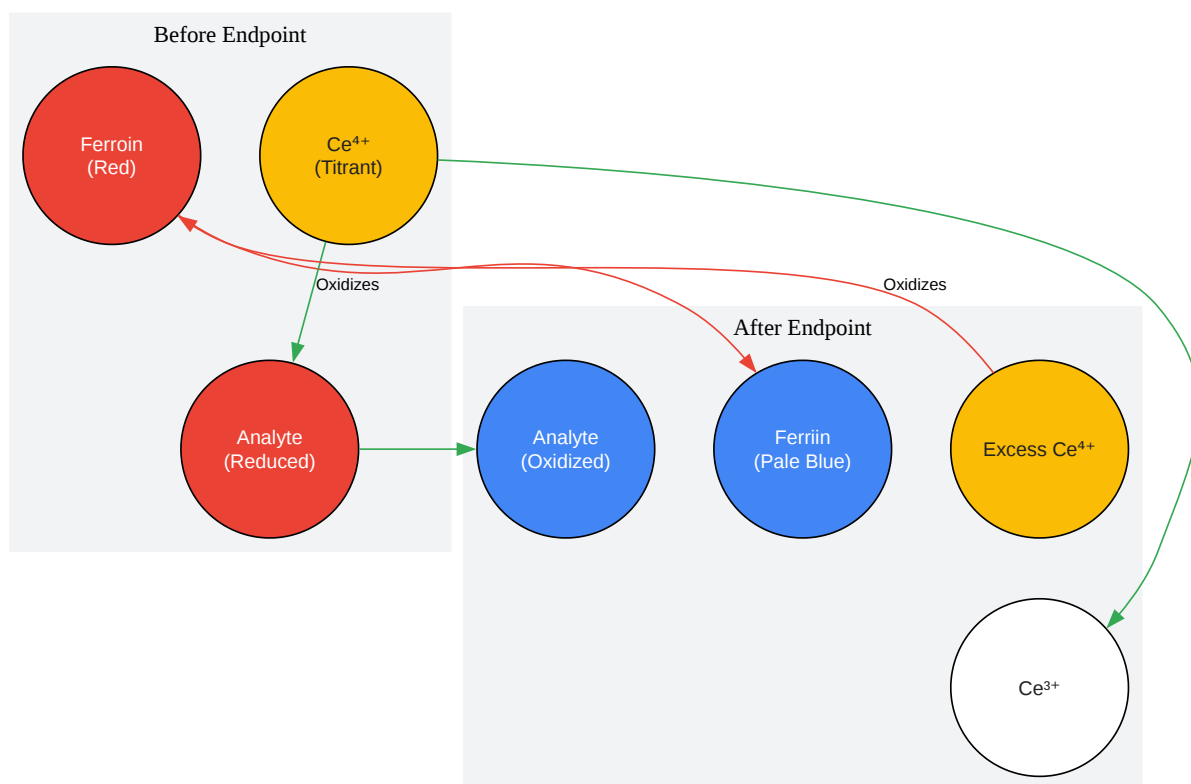 Before Endpoint
Ferroin
(Red)
Ce⁴⁺
(Titrant)
Oxidizes
Oxidizes
After Endpoint
Analyte
(Reduced)
Analyte
(Oxidized)
Ferriin
(Pale Blue)
Excess Ce⁴⁺
Ce³⁺